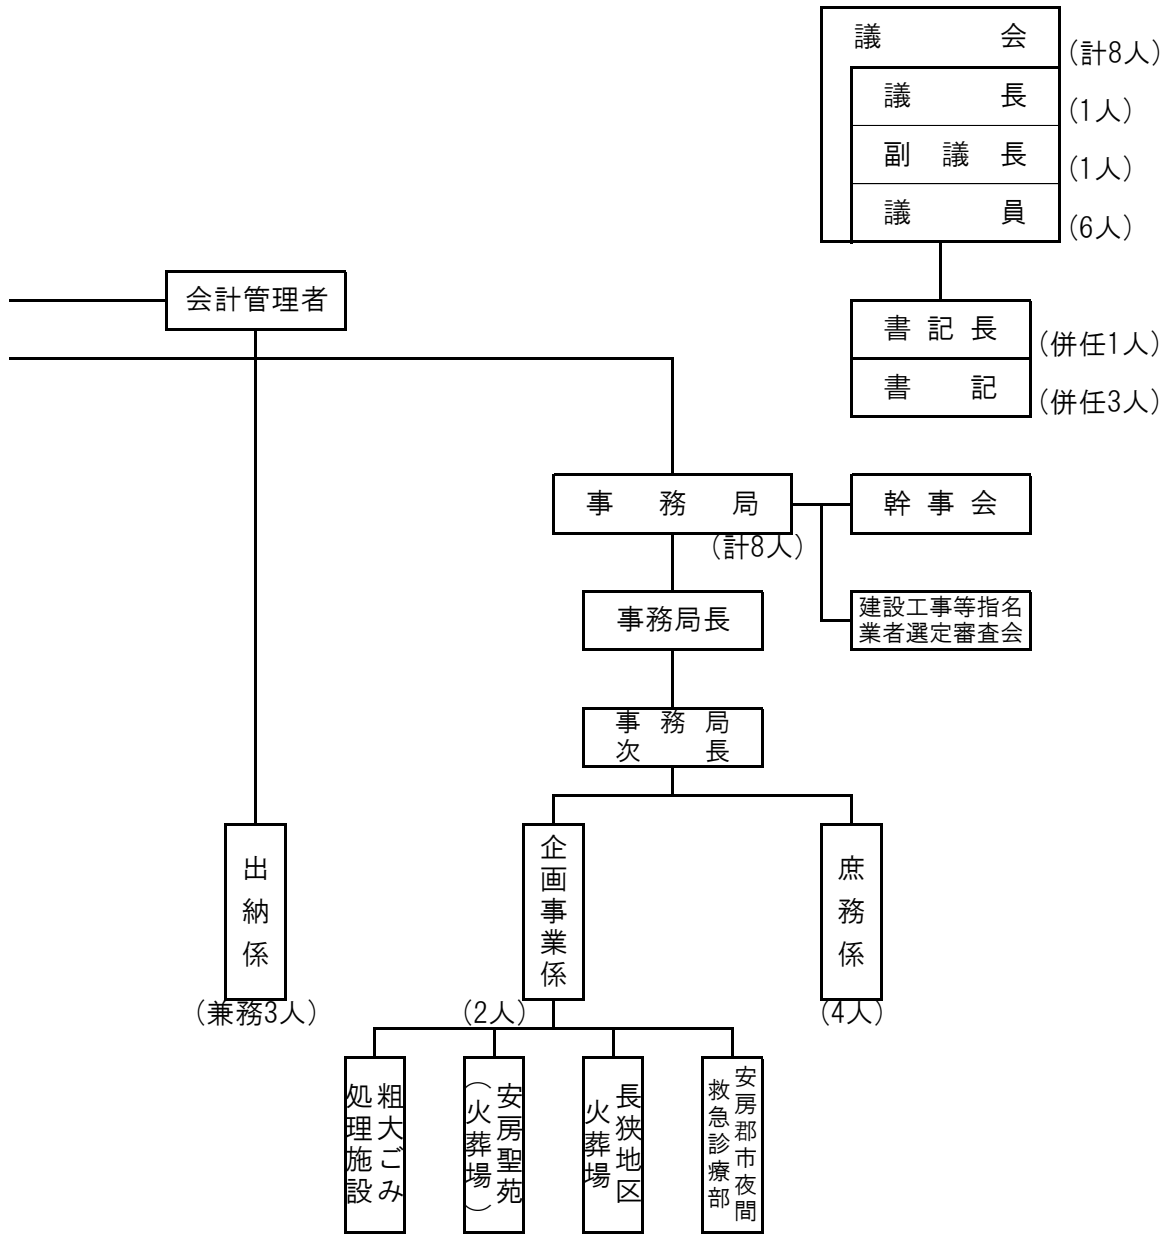 議会
(計8人)
議長
(1人)
副議長
(1人)
議員
(6人)
会計管理者
書記長
(併任1人)
書記
(併任3人)
事務局
(計8人)
幹事会
事務局長
建設工事等指名
業者選定審査会
事務局
次長
出納係
(兼務3人)
企画事業係
(2人)
庶務係
(4人)
粗大ごみ
処理施設
安房聖苑
(火葬場)
長狭地区
火葬場
安房郡市夜間
救急診療部